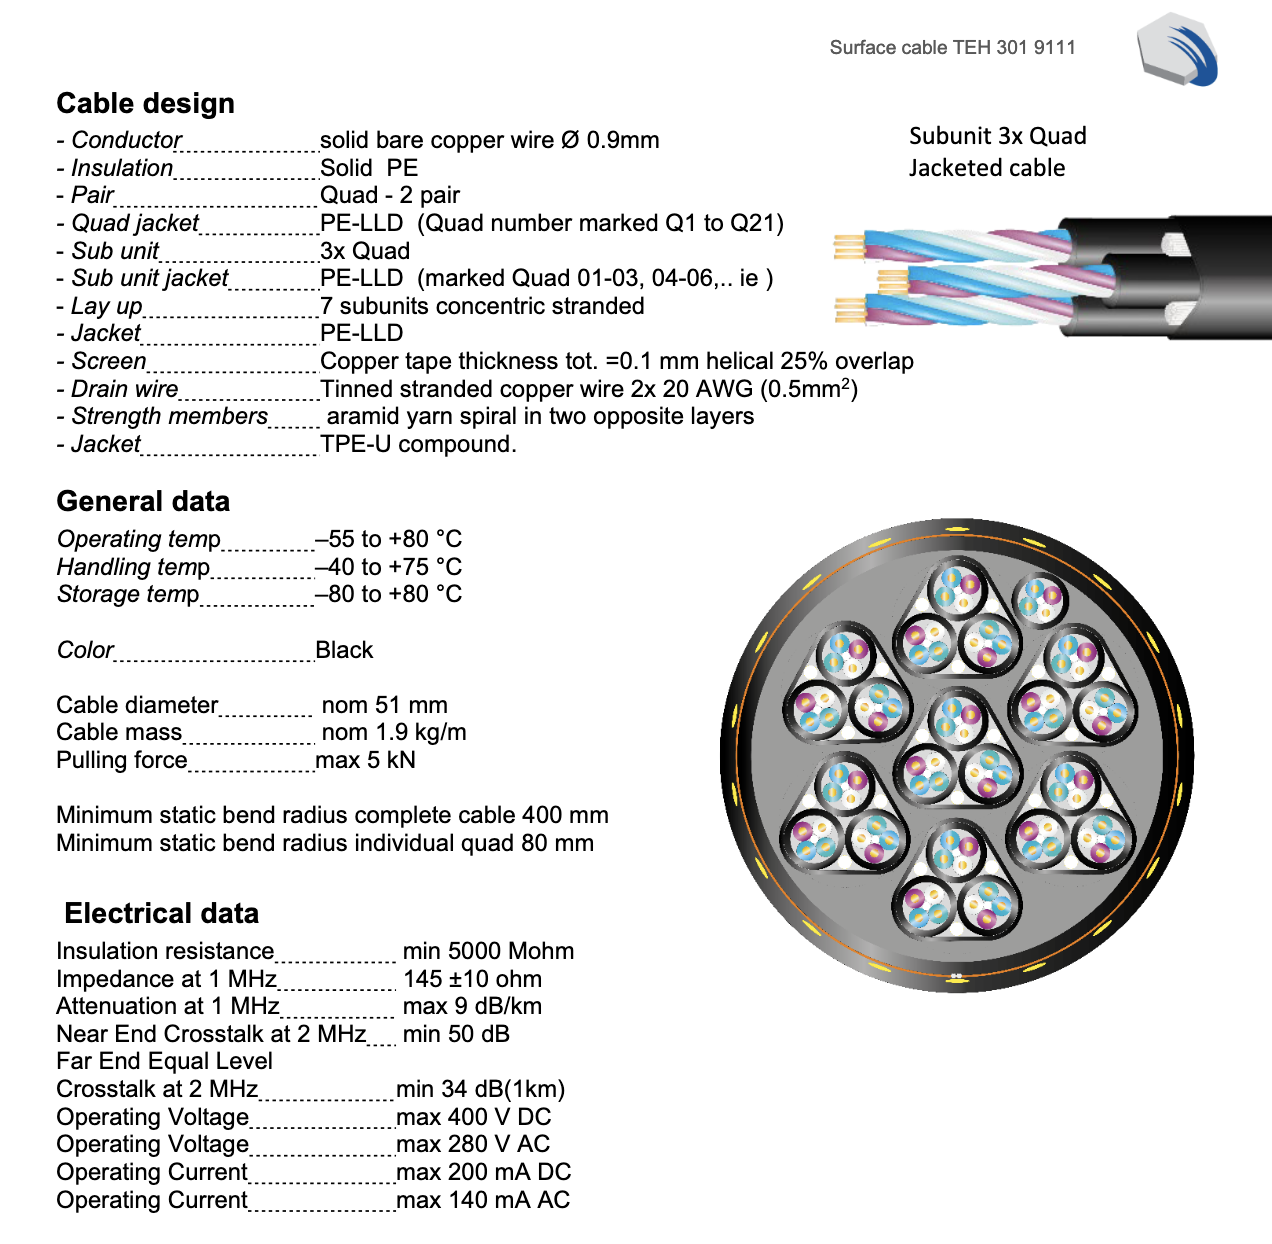 Surface cable TEH 301 9111
Cable design
- Conductor solid bare copper wire Ø 0.9mm
- Insulation Solid PE
- Pair Quad - 2 pair
- Quad jacket PE-LLD (Quad number marked Q1 to Q21)
- Sub unit 3x Quad
- Sub unit jacket PE-LLD (marked Quad 01-03, 04-06,.. ie )
- Lay up 7 subunits concentric stranded
- Jacket PE-LLD
- Screen Copper tape thickness tot. =0.1 mm helical 25% overlap
- Drain wire Tinned stranded copper wire 2x 20 AWG (0.5mm²)
- Strength members aramid yarn spiral in two opposite layers
- Jacket TPE-U compound.
Subunit 3x Quad
Jacketed cable
General data
Operating temp –55 to +80 °C
Handling temp –40 to +75 °C
Storage temp –80 to +80 °C
Color Black
Cable diameter nom 51 mm
Cable mass nom 1.9 kg/m
Pulling force max 5 kN
Minimum static bend radius complete cable 400 mm
Minimum static bend radius individual quad 80 mm
Electrical data
Insulation resistance min 5000 Mohm
Impedance at 1 MHz 145 ±10 ohm
Attenuation at 1 MHz max 9 dB/km
Near End Crosstalk at 2 MHz min 50 dB
Far End Equal Level
Crosstalk at 2 MHz min 34 dB(1km)
Operating Voltage max 400 V DC
Operating Voltage max 280 V AC
Operating Current max 200 mA DC
Operating Current max 140 mA AC